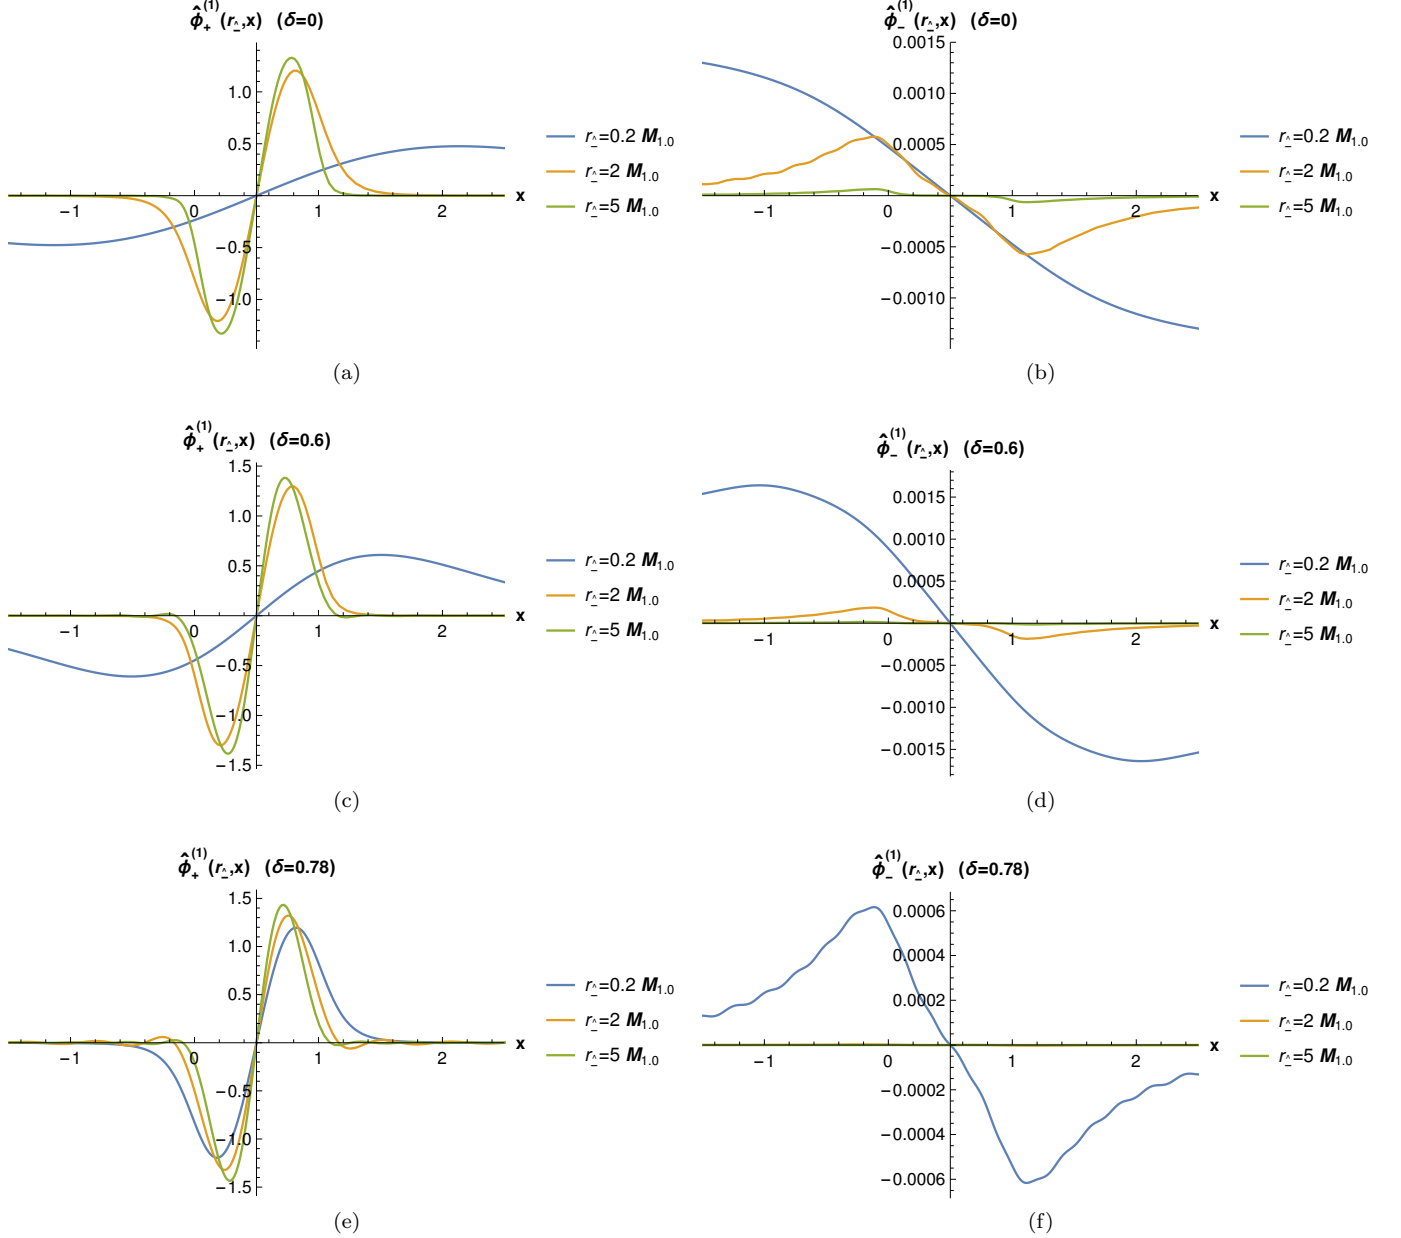 ϕ̂₊⁽¹⁾(r₋̂,x) (δ=0)
1.0
0.5
−0.5
−1.0
−1 0 1 2 x
r₋̂=0.2 M₁.₀
r₋̂=2 M₁.₀
r₋̂=5 M₁.₀
(a)
ϕ̂₋⁽¹⁾(r₋̂,x) (δ=0)
0.0015
0.0010
0.0005
−0.0005
−0.0010
−1 0 1 2 x
r₋̂=0.2 M₁.₀
r₋̂=2 M₁.₀
r₋̂=5 M₁.₀
(b)
ϕ̂₊⁽¹⁾(r₋̂,x) (δ=0.6)
1.5
1.0
0.5
−0.5
−1.0
−1.5
−1 0 1 2 x
r₋̂=0.2 M₁.₀
r₋̂=2 M₁.₀
r₋̂=5 M₁.₀
(c)
ϕ̂₋⁽¹⁾(r₋̂,x) (δ=0.6)
0.0015
0.0010
0.0005
−0.0005
−0.0010
−0.0015
−1 0 1 2 x
r₋̂=0.2 M₁.₀
r₋̂=2 M₁.₀
r₋̂=5 M₁.₀
(d)
ϕ̂₊⁽¹⁾(r₋̂,x) (δ=0.78)
1.5
1.0
0.5
−0.5
−1.0
−1.5
−1 0 1 2 x
r₋̂=0.2 M₁.₀
r₋̂=2 M₁.₀
r₋̂=5 M₁.₀
(e)
ϕ̂₋⁽¹⁾(r₋̂,x) (δ=0.78)
0.0006
0.0004
0.0002
−0.0002
−0.0004
−0.0006
−1 0 1 2 x
r₋̂=0.2 M₁.₀
r₋̂=2 M₁.₀
r₋̂=5 M₁.₀
(f)